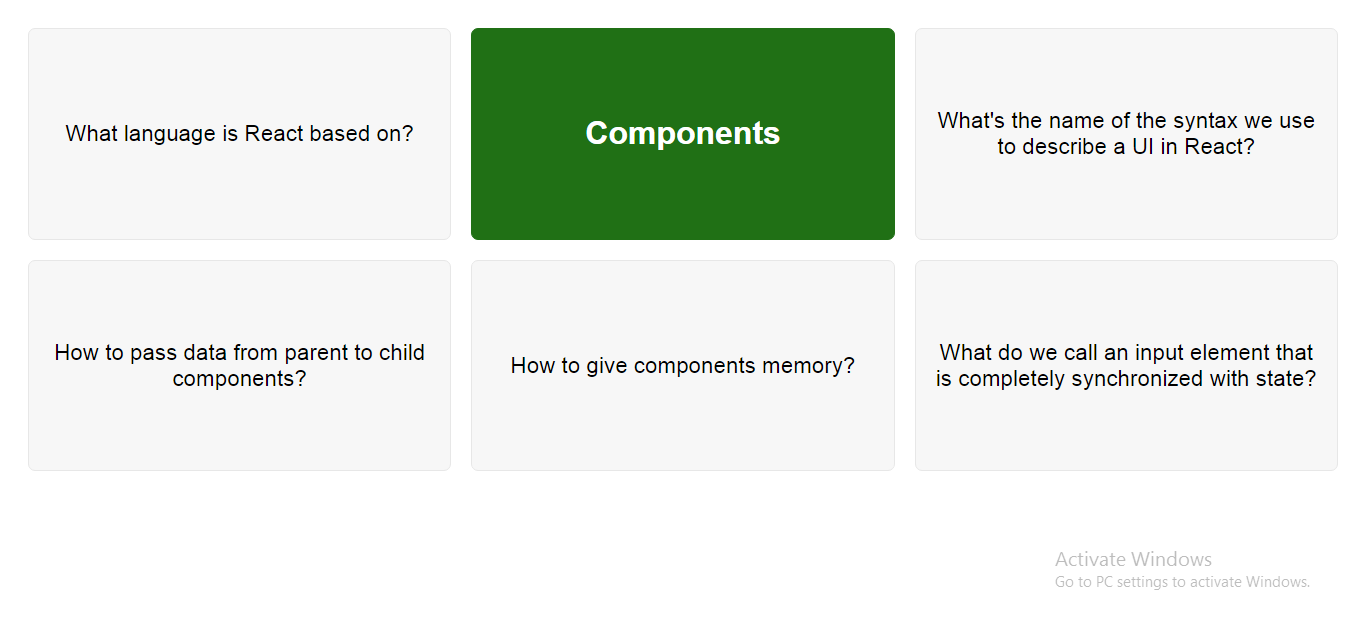 What language is React based on?
Components
What's the name of the syntax we use
to describe a UI in React?
How to pass data from parent to child
components?
How to give components memory?
What do we call an input element that
is completely synchronized with state?
Activate Windows
Go to PC settings to activate Windows.